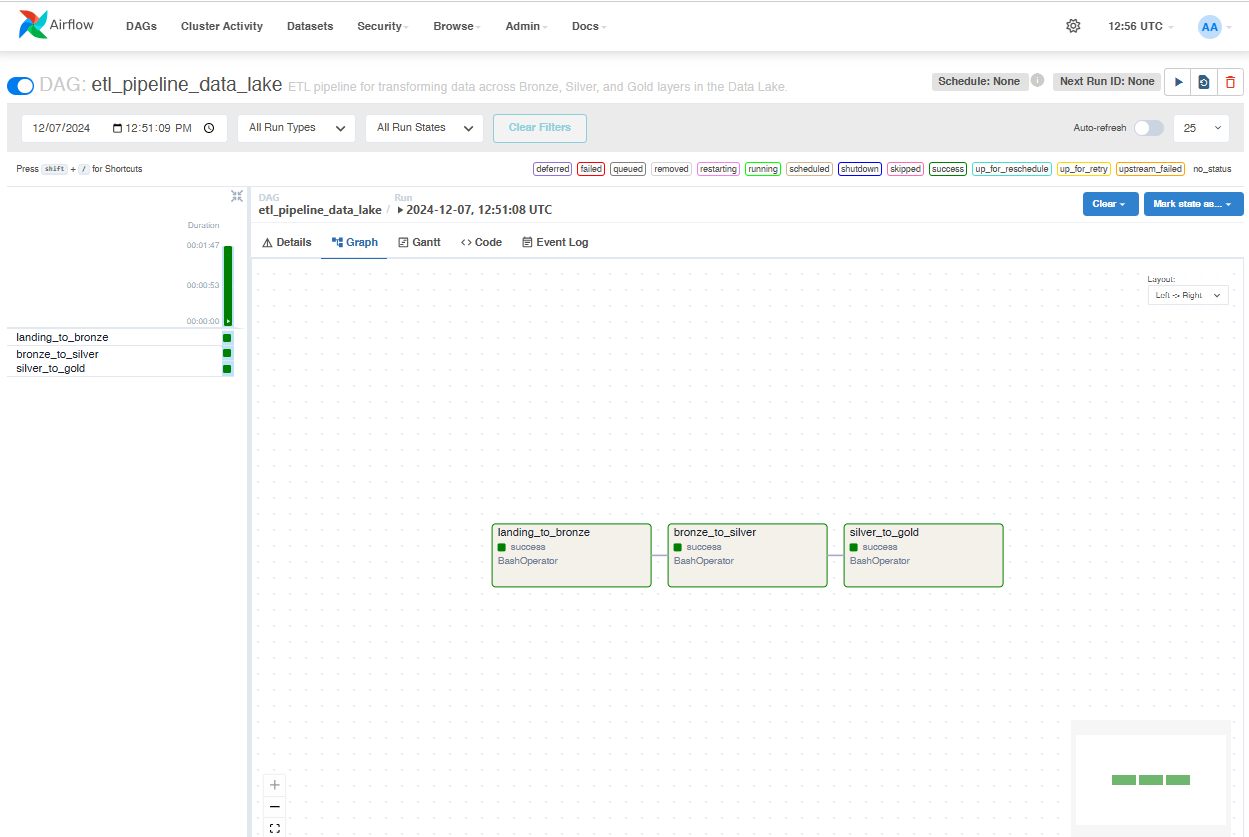 Airflow DAGs Cluster Activity Datasets Security Browse Admin Docs 12:56 UTC AA
DAG: etl_pipeline_data_lake ETL pipeline for transforming data across Bronze, Silver, and Gold layers in the Data Lake. Schedule: None i Next Run ID: None
12/07/2024 12:51:09 PM All Run Types All Run States Clear Filters Auto-refresh 25
Press shift + / for Shortcuts deferred failed queued removed restarting running scheduled shutdown skipped success up_for_reschedule up_for_retry upstream_failed no_status
DAG Run
etl_pipeline_data_lake / 2024-12-07, 12:51:08 UTC Clear Mark state as...
Duration
00:01:47
00:00:53
00:00:00
landing_to_bronze
bronze_to_silver
silver_to_gold
Details Graph Gantt Code Event Log
Layout:
Left -> Right
landing_to_bronze
success
BashOperator
bronze_to_silver
success
BashOperator
silver_to_gold
success
BashOperator